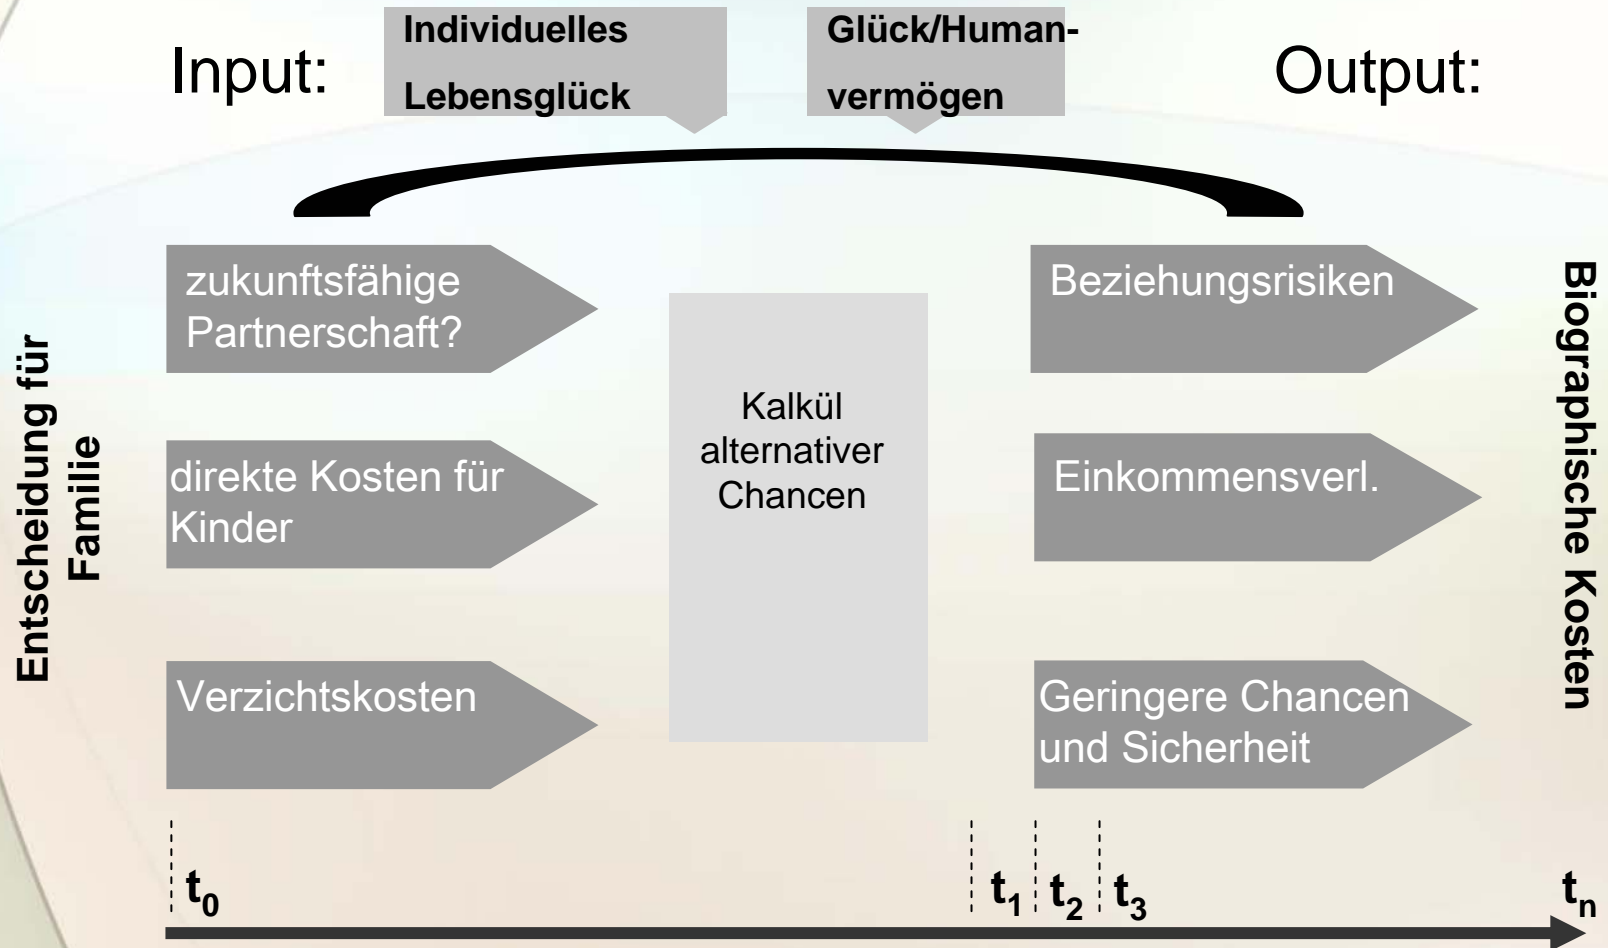 Input:
Individuelles
Lebensglück
Glück/Human-
vermögen
Output:
Entscheidung für
Familie
zukunftsfähige
Partnerschaft?
direkte Kosten für
Kinder
Verzichtskosten
Kalkül
alternativer
Chancen
Beziehungsrisiken
Einkommensverl.
Geringere Chancen
und Sicherheit
Biographische Kosten
t₀
t₁
t₂
t₃
tₙ